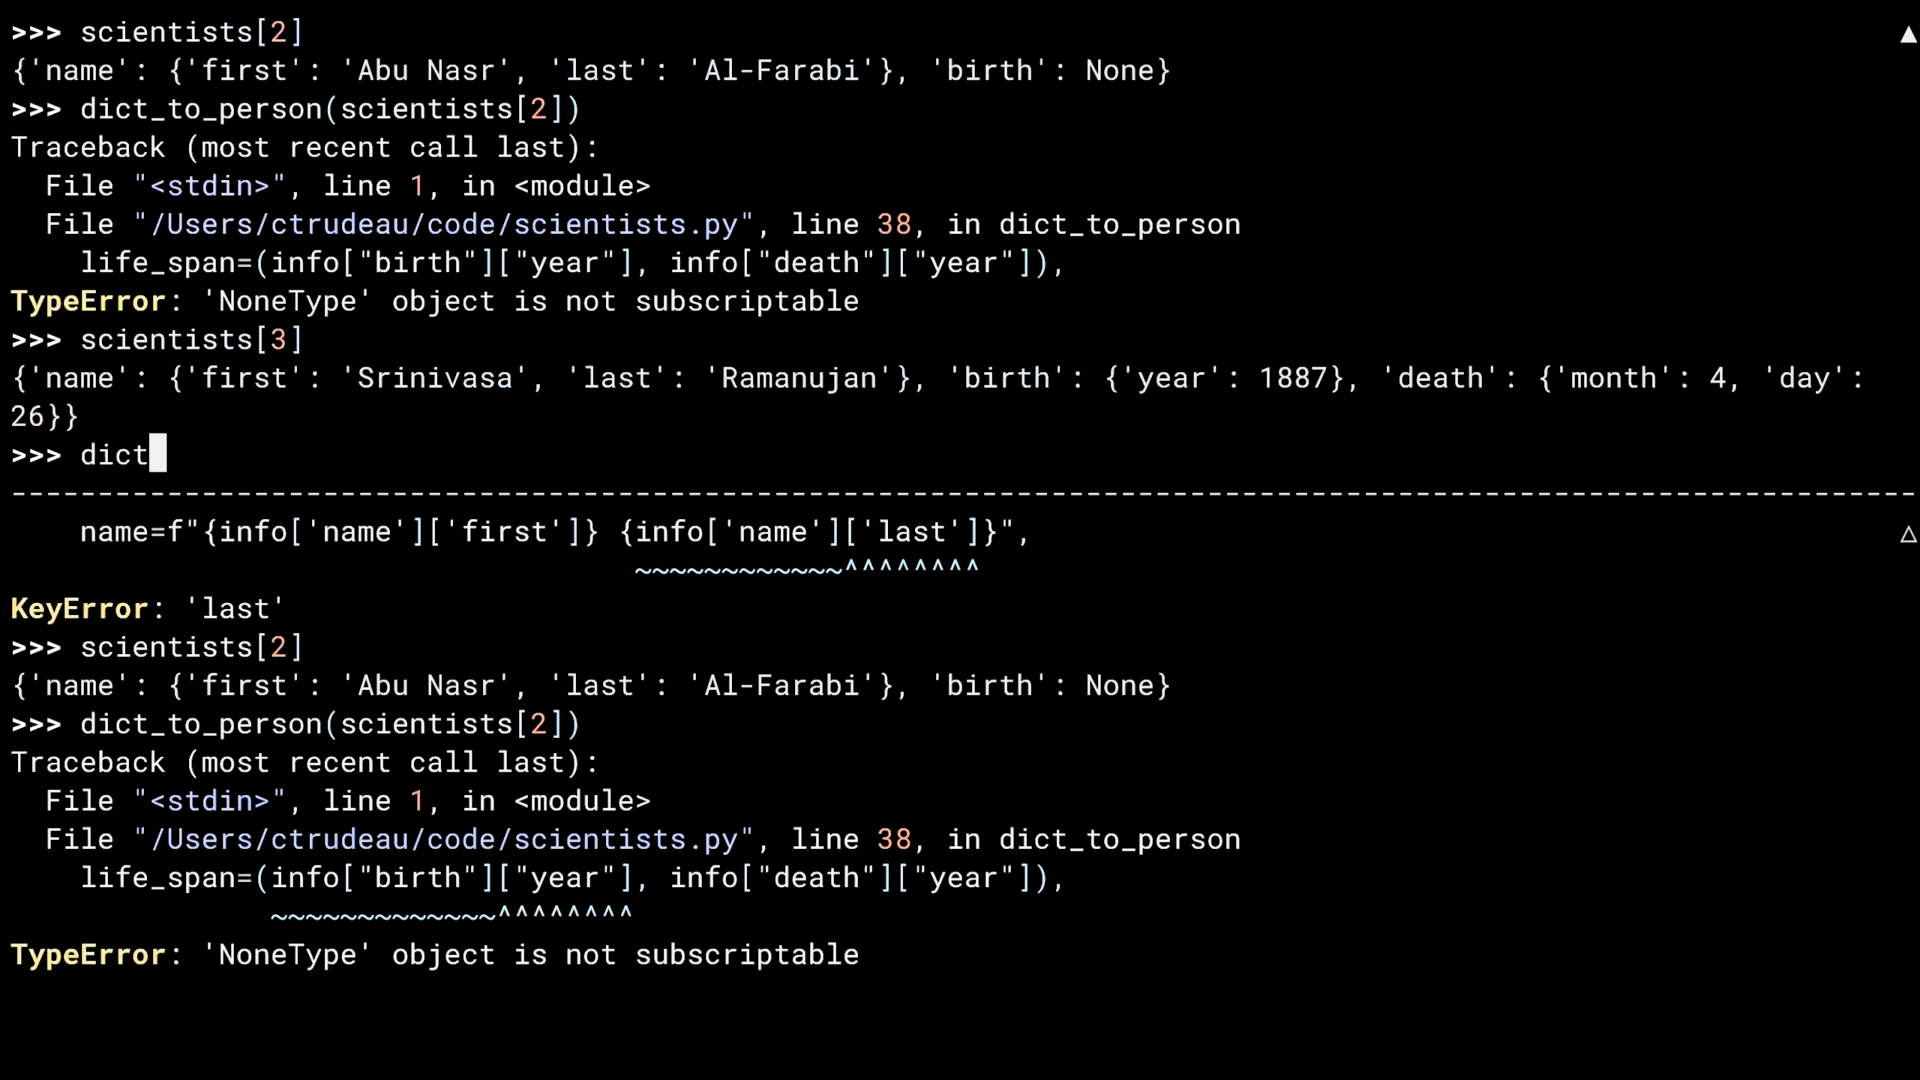 >>> scientists[2]
{'name': {'first': 'Abu Nasr', 'last': 'Al-Farabi'}, 'birth': None}
>>> dict_to_person(scientists[2])
Traceback (most recent call last):
  File "<stdin>", line 1, in <module>
  File "/Users/ctrudeau/code/scientists.py", line 38, in dict_to_person
    life_span=(info["birth"]["year"], info["death"]["year"]),
TypeError: 'NoneType' object is not subscriptable
>>> scientists[3]
{'name': {'first': 'Srinivasa', 'last': 'Ramanujan'}, 'birth': {'year': 1887}, 'death': {'month': 4, 'day':
26}}
>>> dict
--------------------------------------------------------------------------------------------------------------
    name=f"{info['name']['first']} {info['name']['last']}",
                                    ~~~~~~~~~~~~^^^^^^^^
KeyError: 'last'
>>> scientists[2]
{'name': {'first': 'Abu Nasr', 'last': 'Al-Farabi'}, 'birth': None}
>>> dict_to_person(scientists[2])
Traceback (most recent call last):
  File "<stdin>", line 1, in <module>
  File "/Users/ctrudeau/code/scientists.py", line 38, in dict_to_person
    life_span=(info["birth"]["year"], info["death"]["year"]),
               ~~~~~~~~~~~~~^^^^^^^^
TypeError: 'NoneType' object is not subscriptable